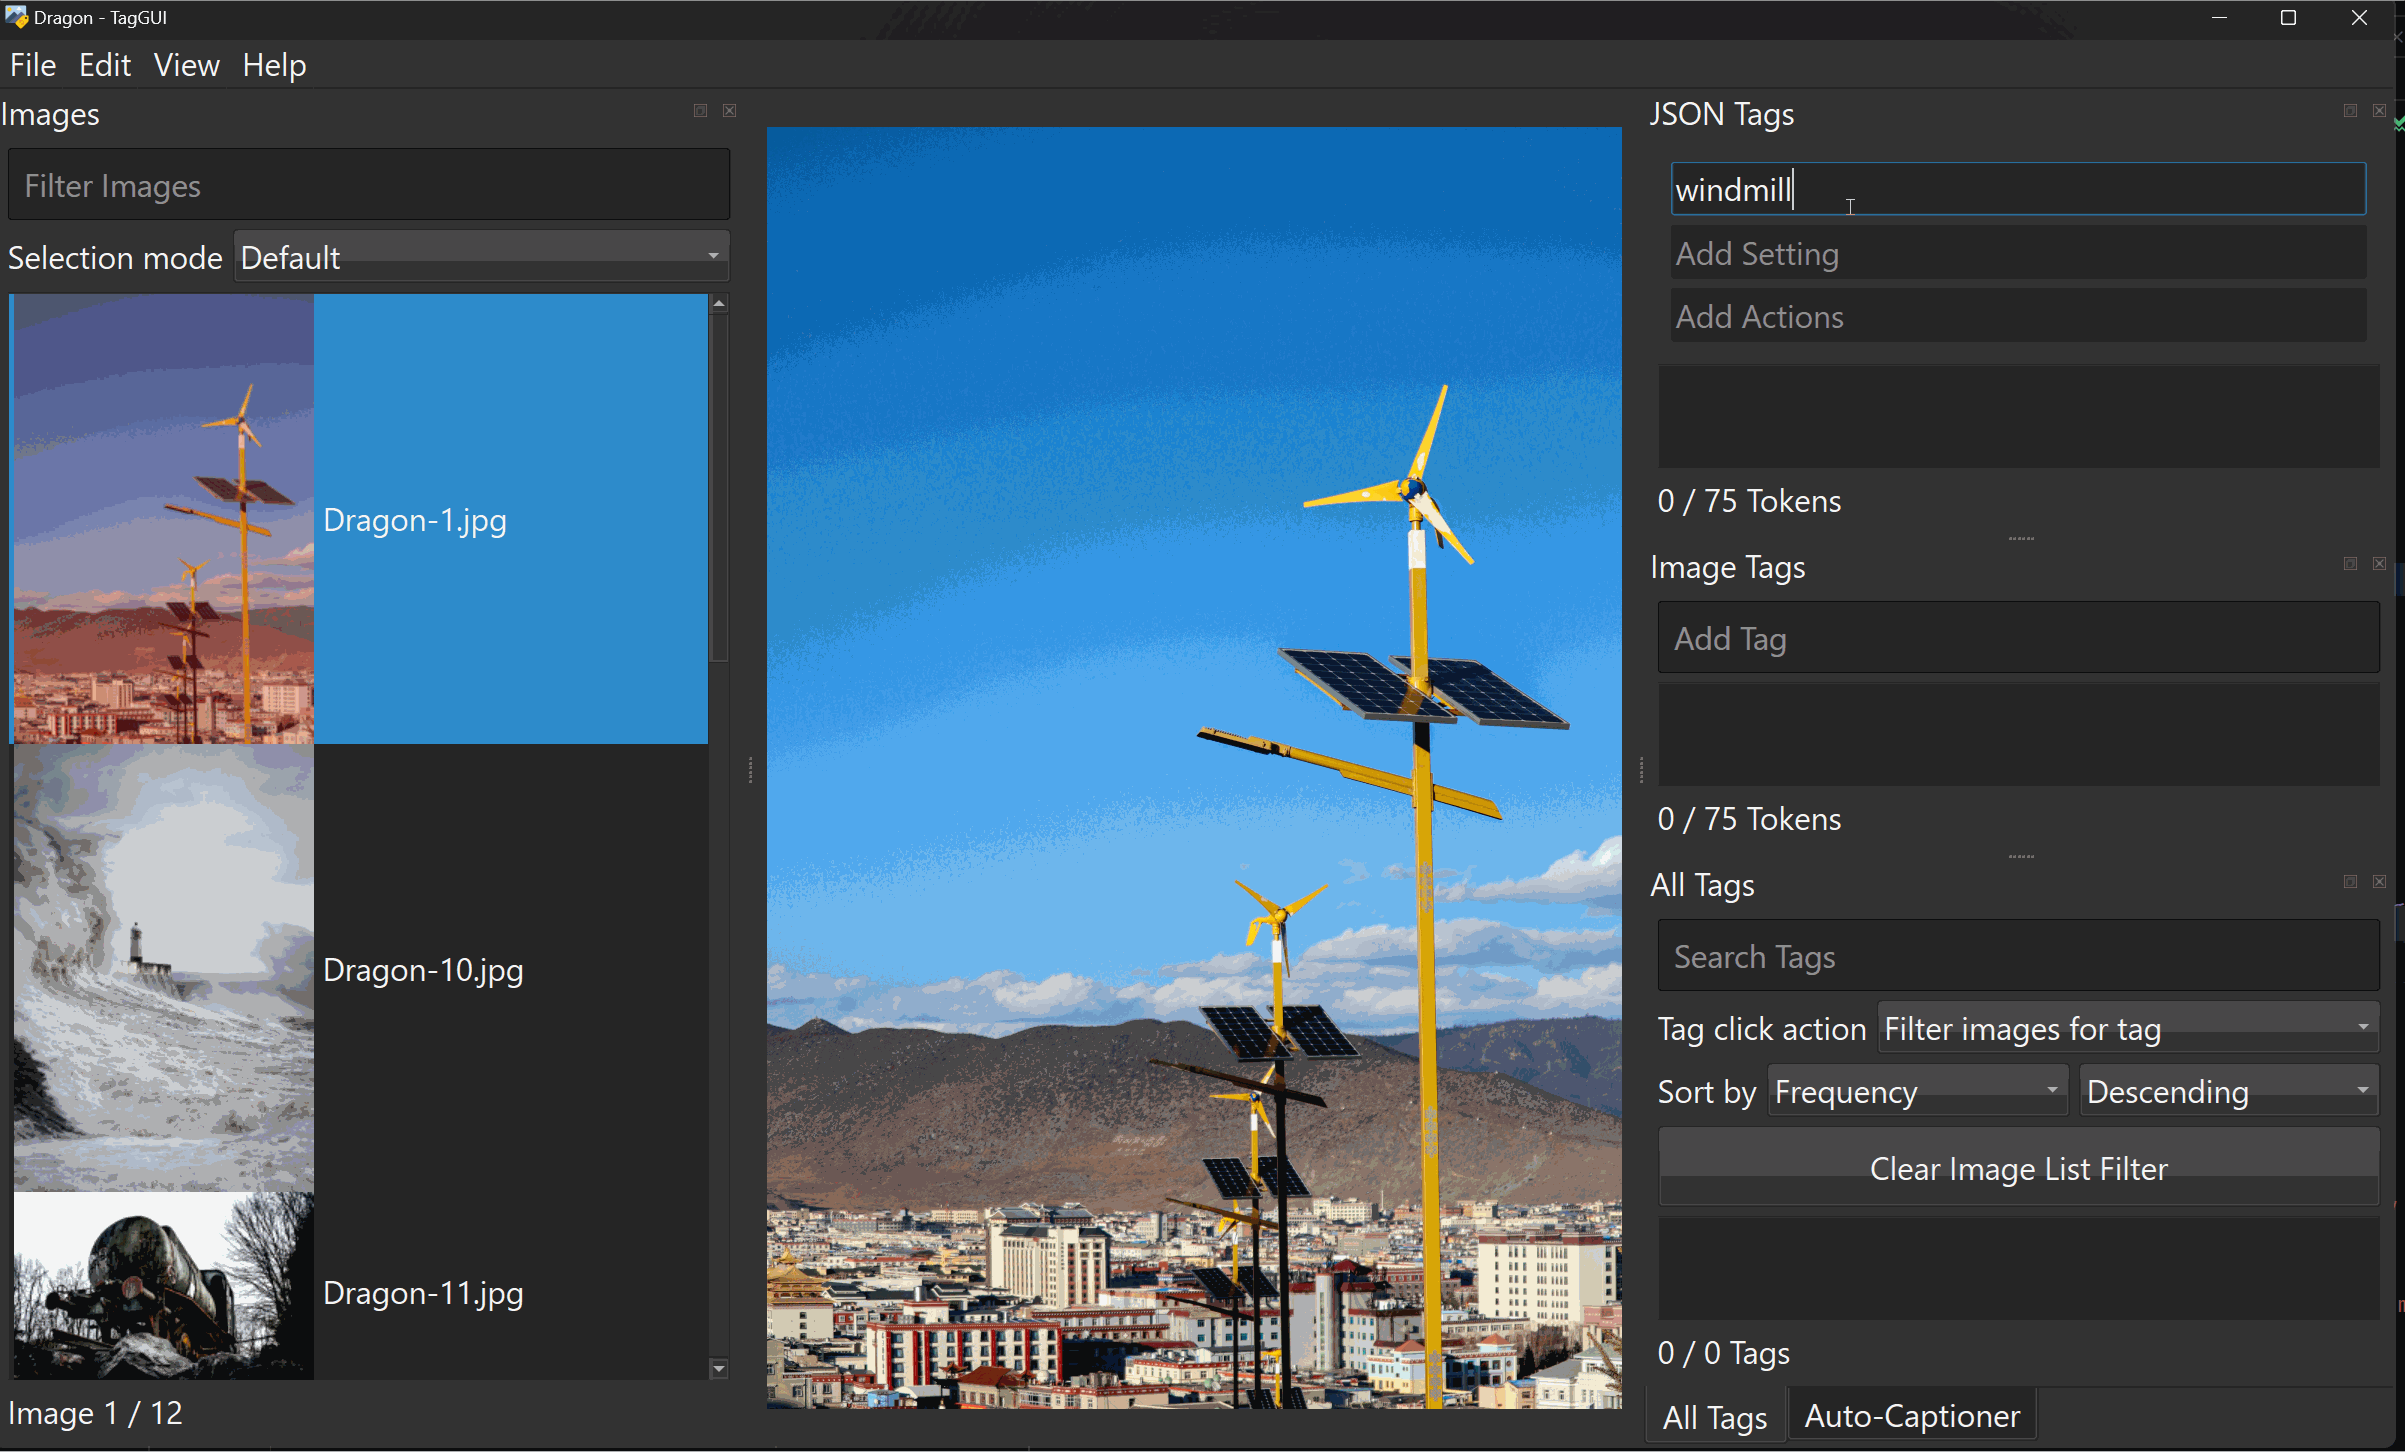 Dragon - TagGUI
File Edit View Help
Images
Filter Images
Selection mode Default
Dragon-1.jpg
Dragon-10.jpg
Dragon-11.jpg
Image 1 / 12
JSON Tags
windmill
Add Setting
Add Actions
0 / 75 Tokens
Image Tags
Add Tag
0 / 75 Tokens
All Tags
Search Tags
Tag click action Filter images for tag
Sort by Frequency Descending
Clear Image List Filter
0 / 0 Tags
All Tags Auto-Captioner